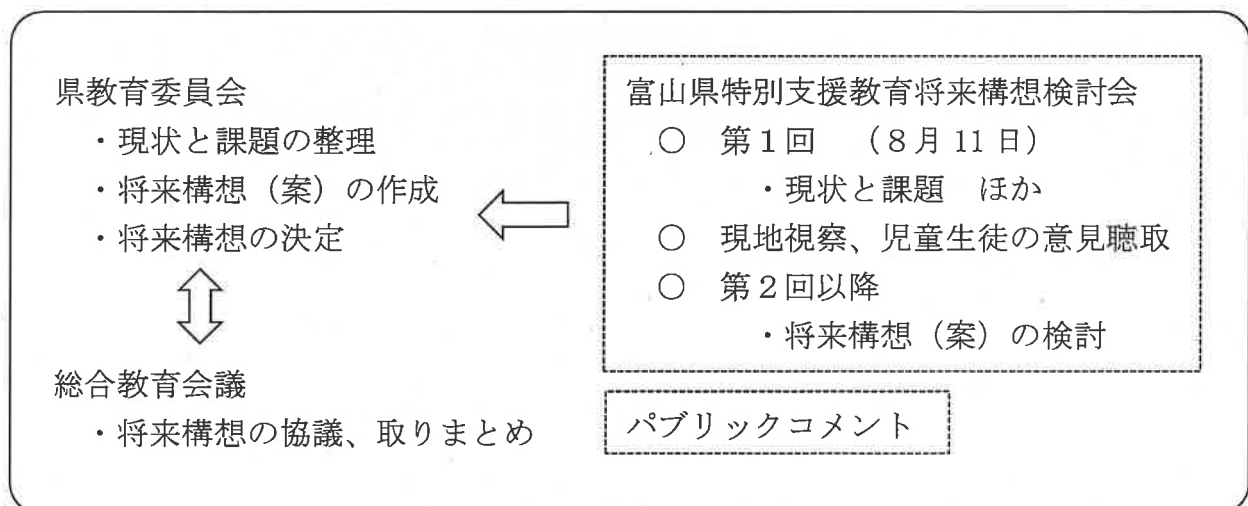 県教育委員会
・現状と課題の整理
・将来構想（案）の作成
・将来構想の決定
総合教育会議
・将来構想の協議、取りまとめ
富山県特別支援教育将来構想検討会
○　第１回　（８月 11 日）
・現状と課題　ほか
○　現地視察、児童生徒の意見聴取
○　第２回以降
・将来構想（案）の検討
パブリックコメント